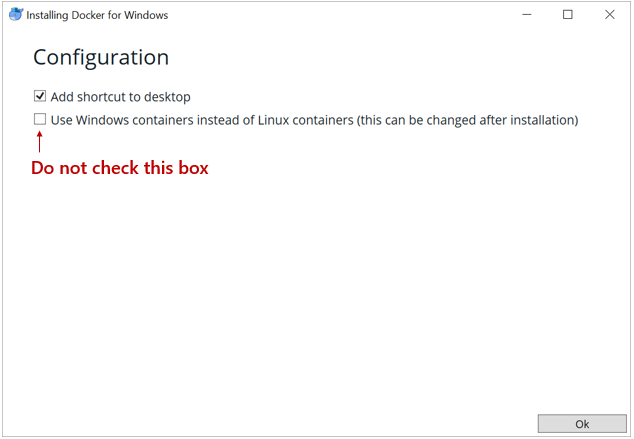 Installing Docker for Windows
Configuration
Add shortcut to desktop
Use Windows containers instead of Linux containers (this can be changed after installation)
Do not check this box
Ok